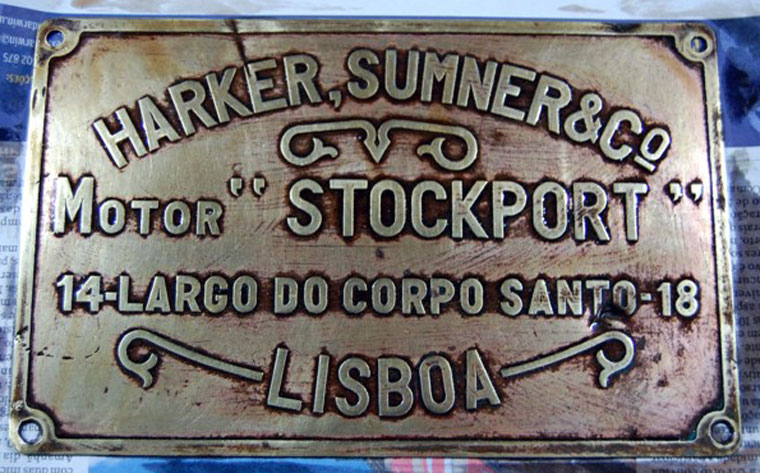 HARKER, SUMNER & Cº
MOTOR "STOCKPORT"
14-LARGO DO CORPO SANTO-18
LISBOA